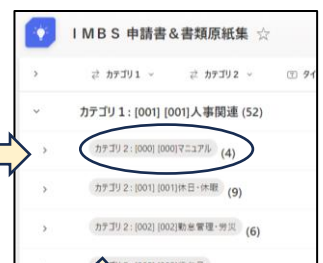 IMBS 申請書＆書類原紙集
カテゴリ1 カテゴリ2
カテゴリ 1 : [001] [001]人事関連 (52)
カテゴリ 2 : [000] [000]マニュアル (4)
カテゴリ 2 : [001] [001]休日・休暇 (9)
カテゴリ 2 : [002] [002]勤怠管理・労災 (6)